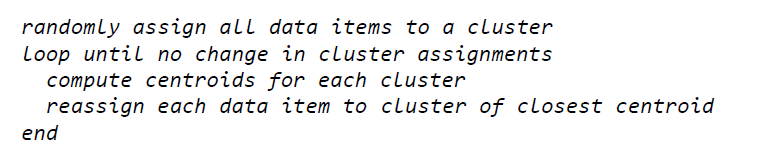 randomly assign all data items to a cluster
loop until no change in cluster assignments
compute centroids for each cluster
reassign each data item to cluster of closest centroid
end